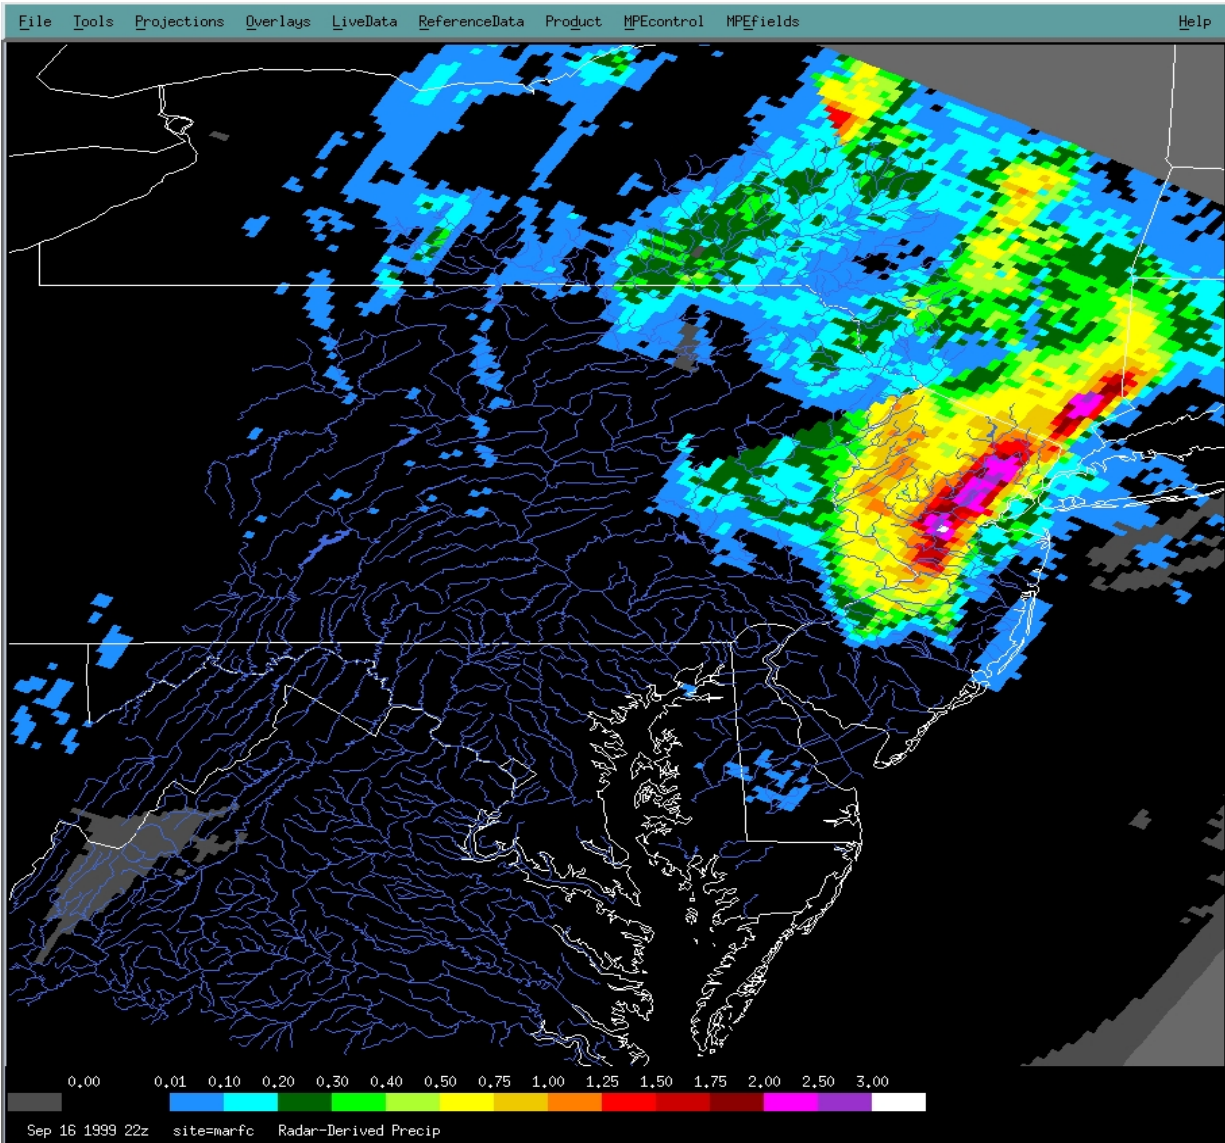 File Tools Projections Overlays LiveData ReferenceData Product MPEcontrol MPEfields Help
0.00 0.01 0.10 0.20 0.30 0.40 0.50 0.75 1.00 1.25 1.50 1.75 2.00 2.50 3.00
Sep 16 1999 22z site=marfc Radar-Derived Precip